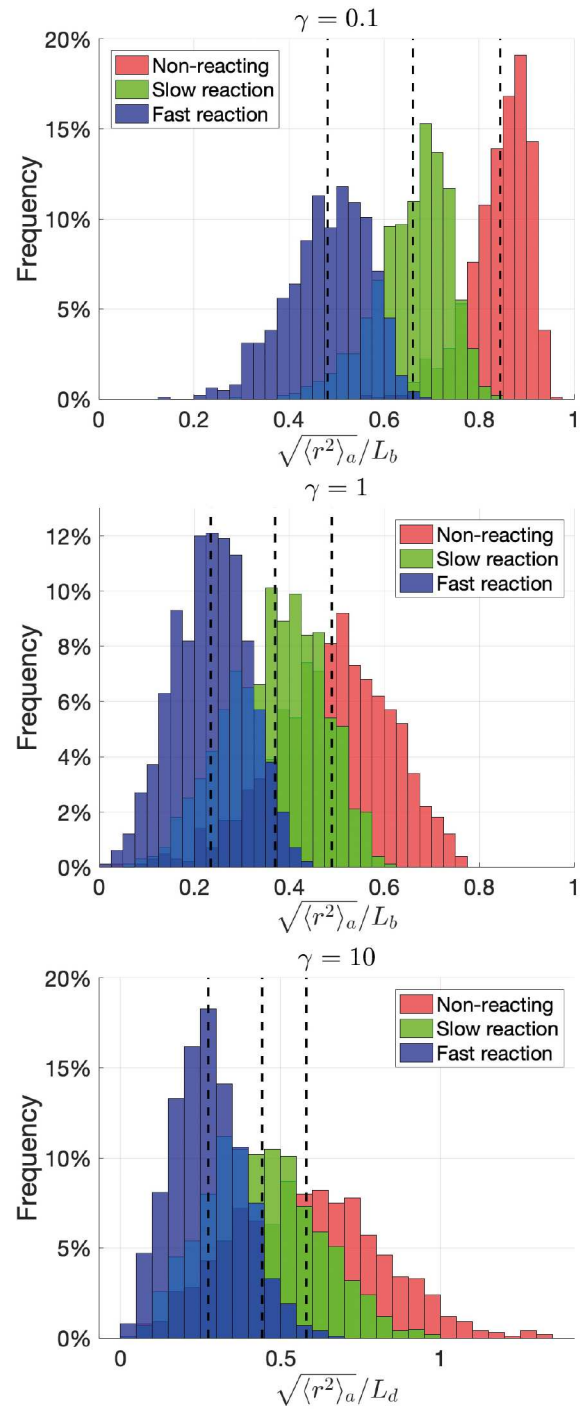 γ = 0.1
20%
15%
10%
5%
0%
Frequency
Non-reacting
Slow reaction
Fast reaction
0 0.2 0.4 0.6 0.8 1
√⟨r²⟩ₐ/L_b
γ = 1
12%
10%
8%
6%
4%
2%
0%
Frequency
Non-reacting
Slow reaction
Fast reaction
0 0.2 0.4 0.6 0.8 1
√⟨r²⟩ₐ/L_b
γ = 10
20%
15%
10%
5%
0%
Frequency
Non-reacting
Slow reaction
Fast reaction
0 0.5 1
√⟨r²⟩ₐ/L_d